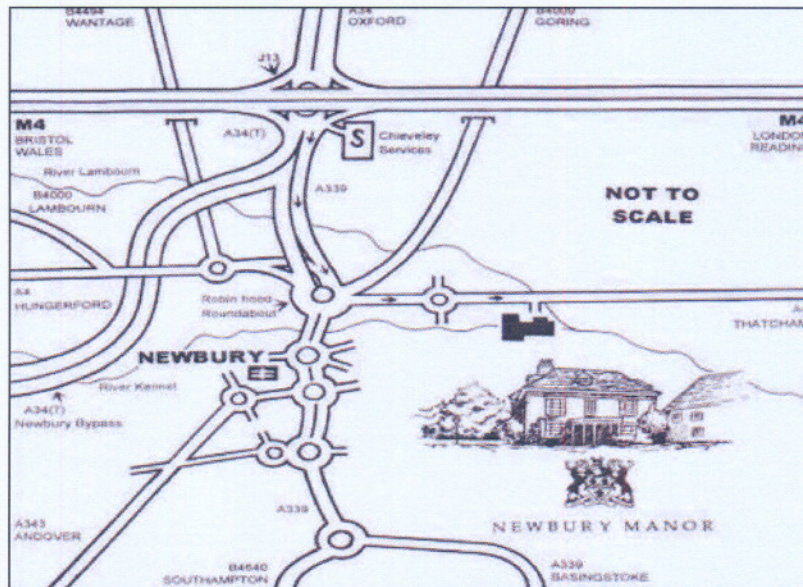 B4494
WANTAGE
A34
OXFORD
B4009
GORING
J13
M4
BRISTOL
WALES
A34(T)
S
Chieveley
Services
M4
LONDON
READING
River Lambourn
B4000
LAMBOURN
A339
NOT TO
SCALE
A4
HUNGERFORD
Robin hood
Roundabout
A4
THATCHAM
NEWBURY
River Kennet
A34(T)
Newbury Bypass
A343
ANDOVER
A339
NEWBURY MANOR
B4640
SOUTHAMPTON
A339
BASINGSTOKE